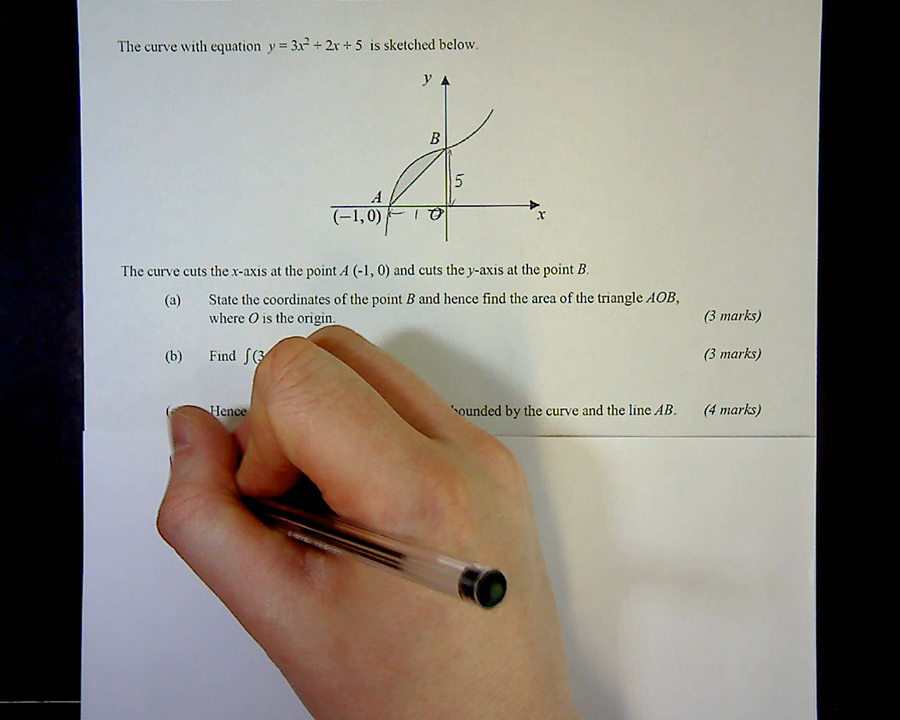 The curve with equation y = 3x² + 2x + 5 is sketched below.
y
B
5
A
(−1, 0)
1
O
x
The curve cuts the x-axis at the point A (-1, 0) and cuts the y-axis at the point B.
(a) State the coordinates of the point B and hence find the area of the triangle AOB,
where O is the origin. (3 marks)
(b) Find ∫(3 (3 marks)
Hence bounded by the curve and the line AB. (4 marks)